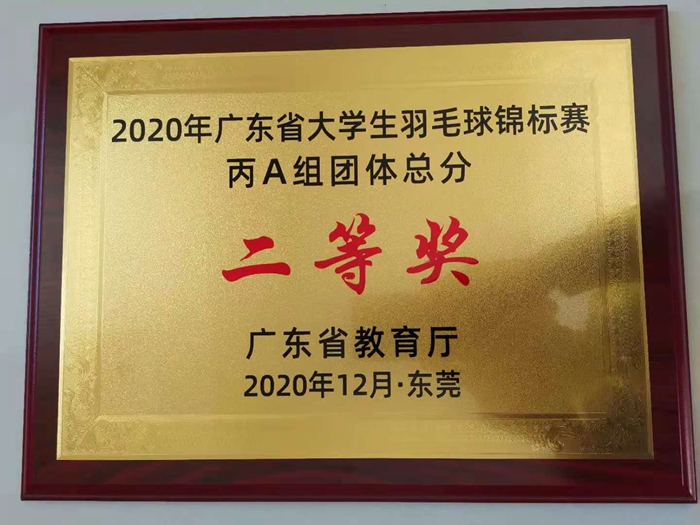 2020年广东省大学生羽毛球锦标赛
丙A组团体总分
二等奖
广东省教育厅
2020年12月·东莞